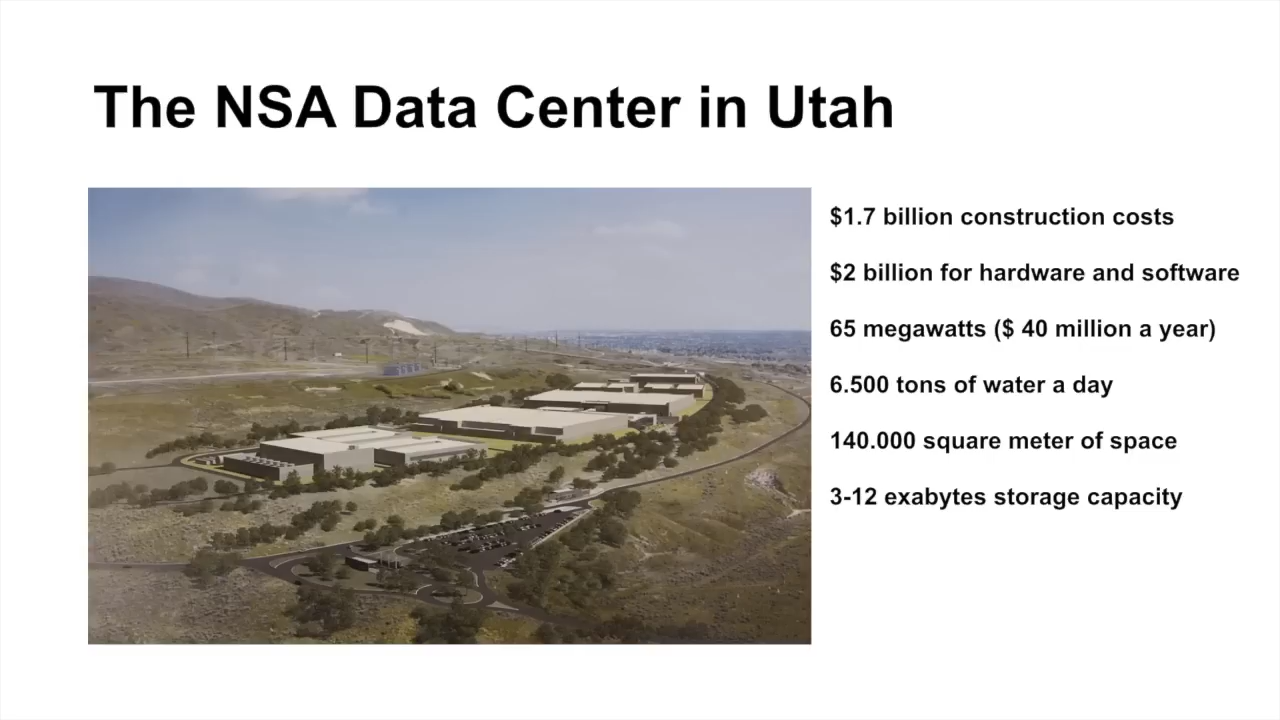 The NSA Data Center in Utah
$1.7 billion construction costs
$2 billion for hardware and software
65 megawatts ($ 40 million a year)
6.500 tons of water a day
140.000 square meter of space
3-12 exabytes storage capacity